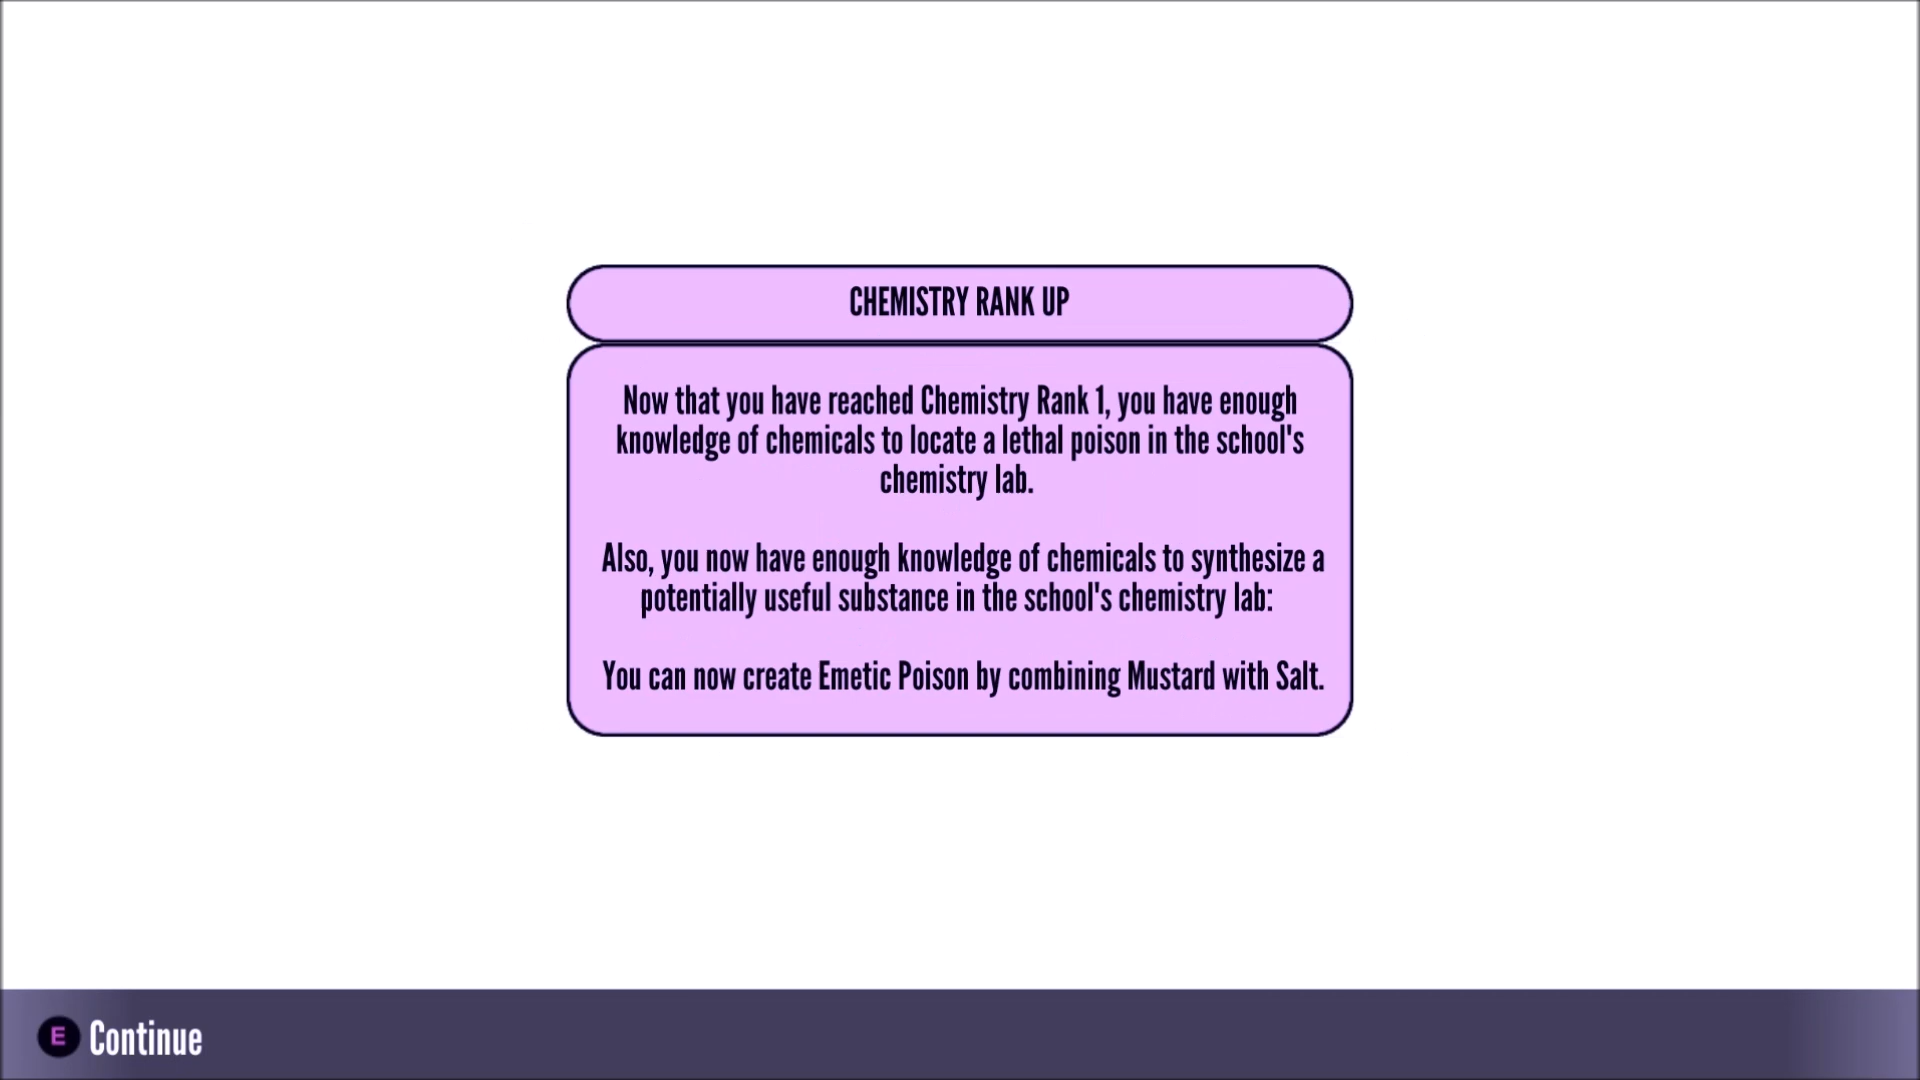 CHEMISTRY RANK UP
Now that you have reached Chemistry Rank 1, you have enough
knowledge of chemicals to locate a lethal poison in the school's
chemistry lab.
Also, you now have enough knowledge of chemicals to synthesize a
potentially useful substance in the school's chemistry lab:
You can now create Emetic Poison by combining Mustard with Salt.
E Continue